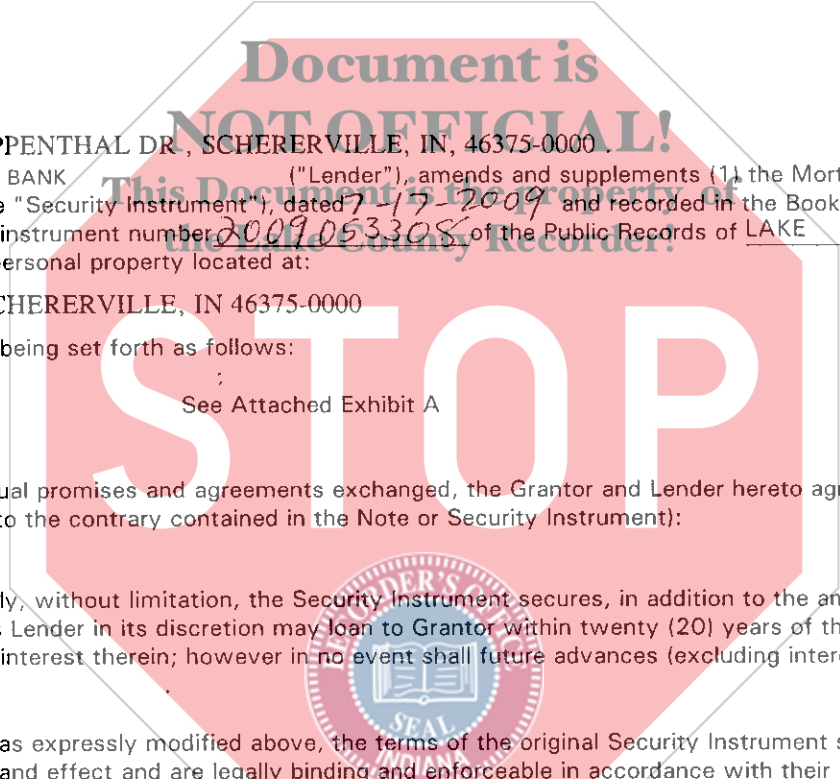 Document is
NOT OFFICIAL!
PPENTHAL DR , SCHERERVILLE, IN, 46375-0000 .
BANK ("Lender"), amends and supplements (1) the Mort
This Document is the property of
e "Security Instrument"), dated 7-17-2009 and recorded in the Book
instrument number 2009053308 of the Public Records of LAKE
the Lake County Recorder!
ersonal property located at:
CHERERVILLE, IN 46375-0000
being set forth as follows:
;
See Attached Exhibit A
STOP
ual promises and agreements exchanged, the Grantor and Lender hereto agr
to the contrary contained in the Note or Security Instrument):
ly, without limitation, the Security Instrument secures, in addition to the am
s Lender in its discretion may loan to Grantor within twenty (20) years of th
interest therein; however in no event shall future advances (excluding inter
.
RECORDER'S OFFICE
SEAL
INDIANA
as expressly modified above, the terms of the original Security Instrument s
and effect and are legally binding and enforceable in accordance with their